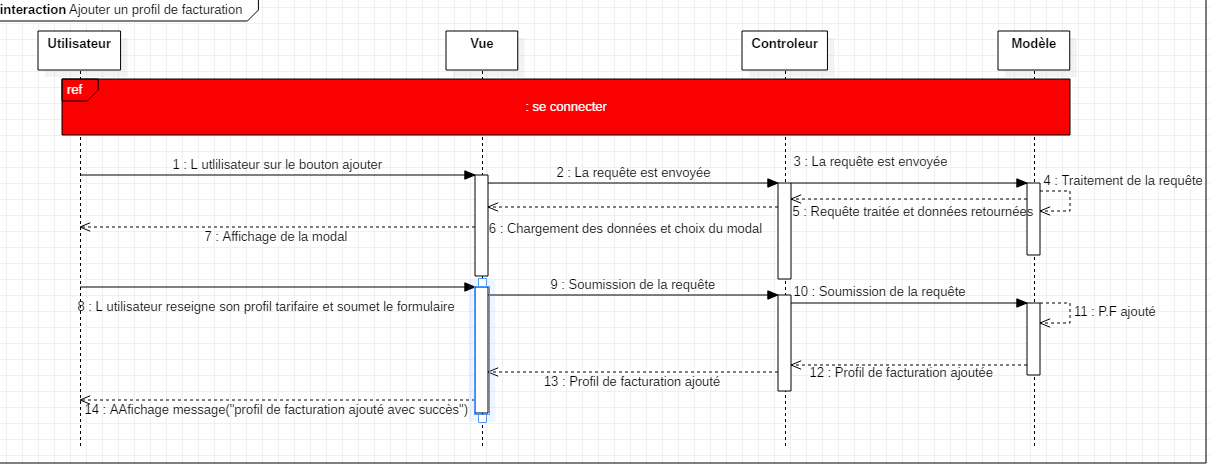 interaction Ajouter un profil de facturation
Utilisateur
Vue
Controleur
Modèle
ref
: se connecter
1 : L utlilisateur sur le bouton ajouter
2 : La requête est envoyée
3 : La requête est envoyée
4 : Traitement de la requête
5 : Requête traitée et données retournées
6 : Chargement des données et choix du modal
7 : Affichage de la modal
8 : L utilisateur reseigne son profil tarifaire et soumet le formulaire
9 : Soumission de la requête
10 : Soumission de la requête
11 : P.F ajouté
12 : Profil de facturation ajoutée
13 : Profil de facturation ajouté
14 : AAfichage message("profil de facturation ajouté avec succès")